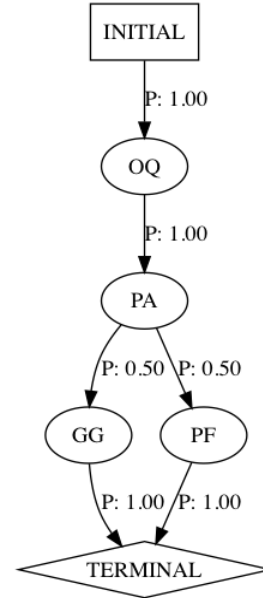 INITIAL
P: 1.00
OQ
P: 1.00
PA
P: 0.50 P: 0.50
GG PF
P: 1.00 P: 1.00
TERMINAL